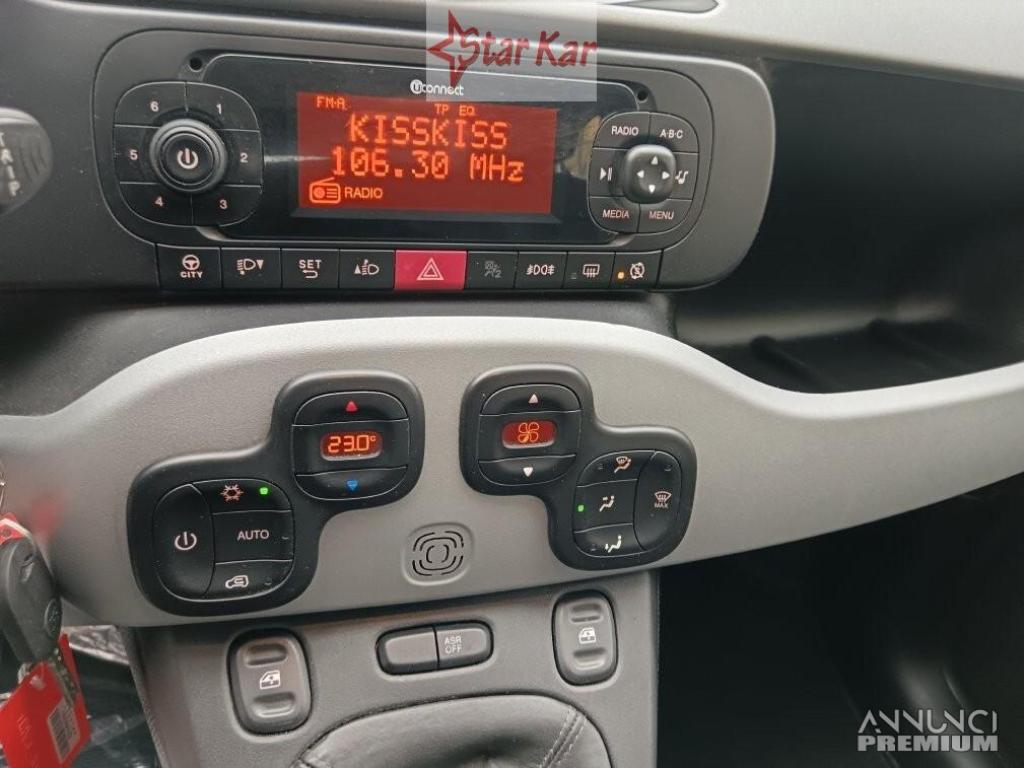 Star Kar
Uconnect
FM:A TP EQ
KISSKISS
106.30 MHz
RADIO
6 1
5 2
4 3
RADIO A·B·C
MEDIA MENU
CITY
SET
23.0°
AUTO
MAX
ASR
OFF
ANNUNCI
PREMIUM